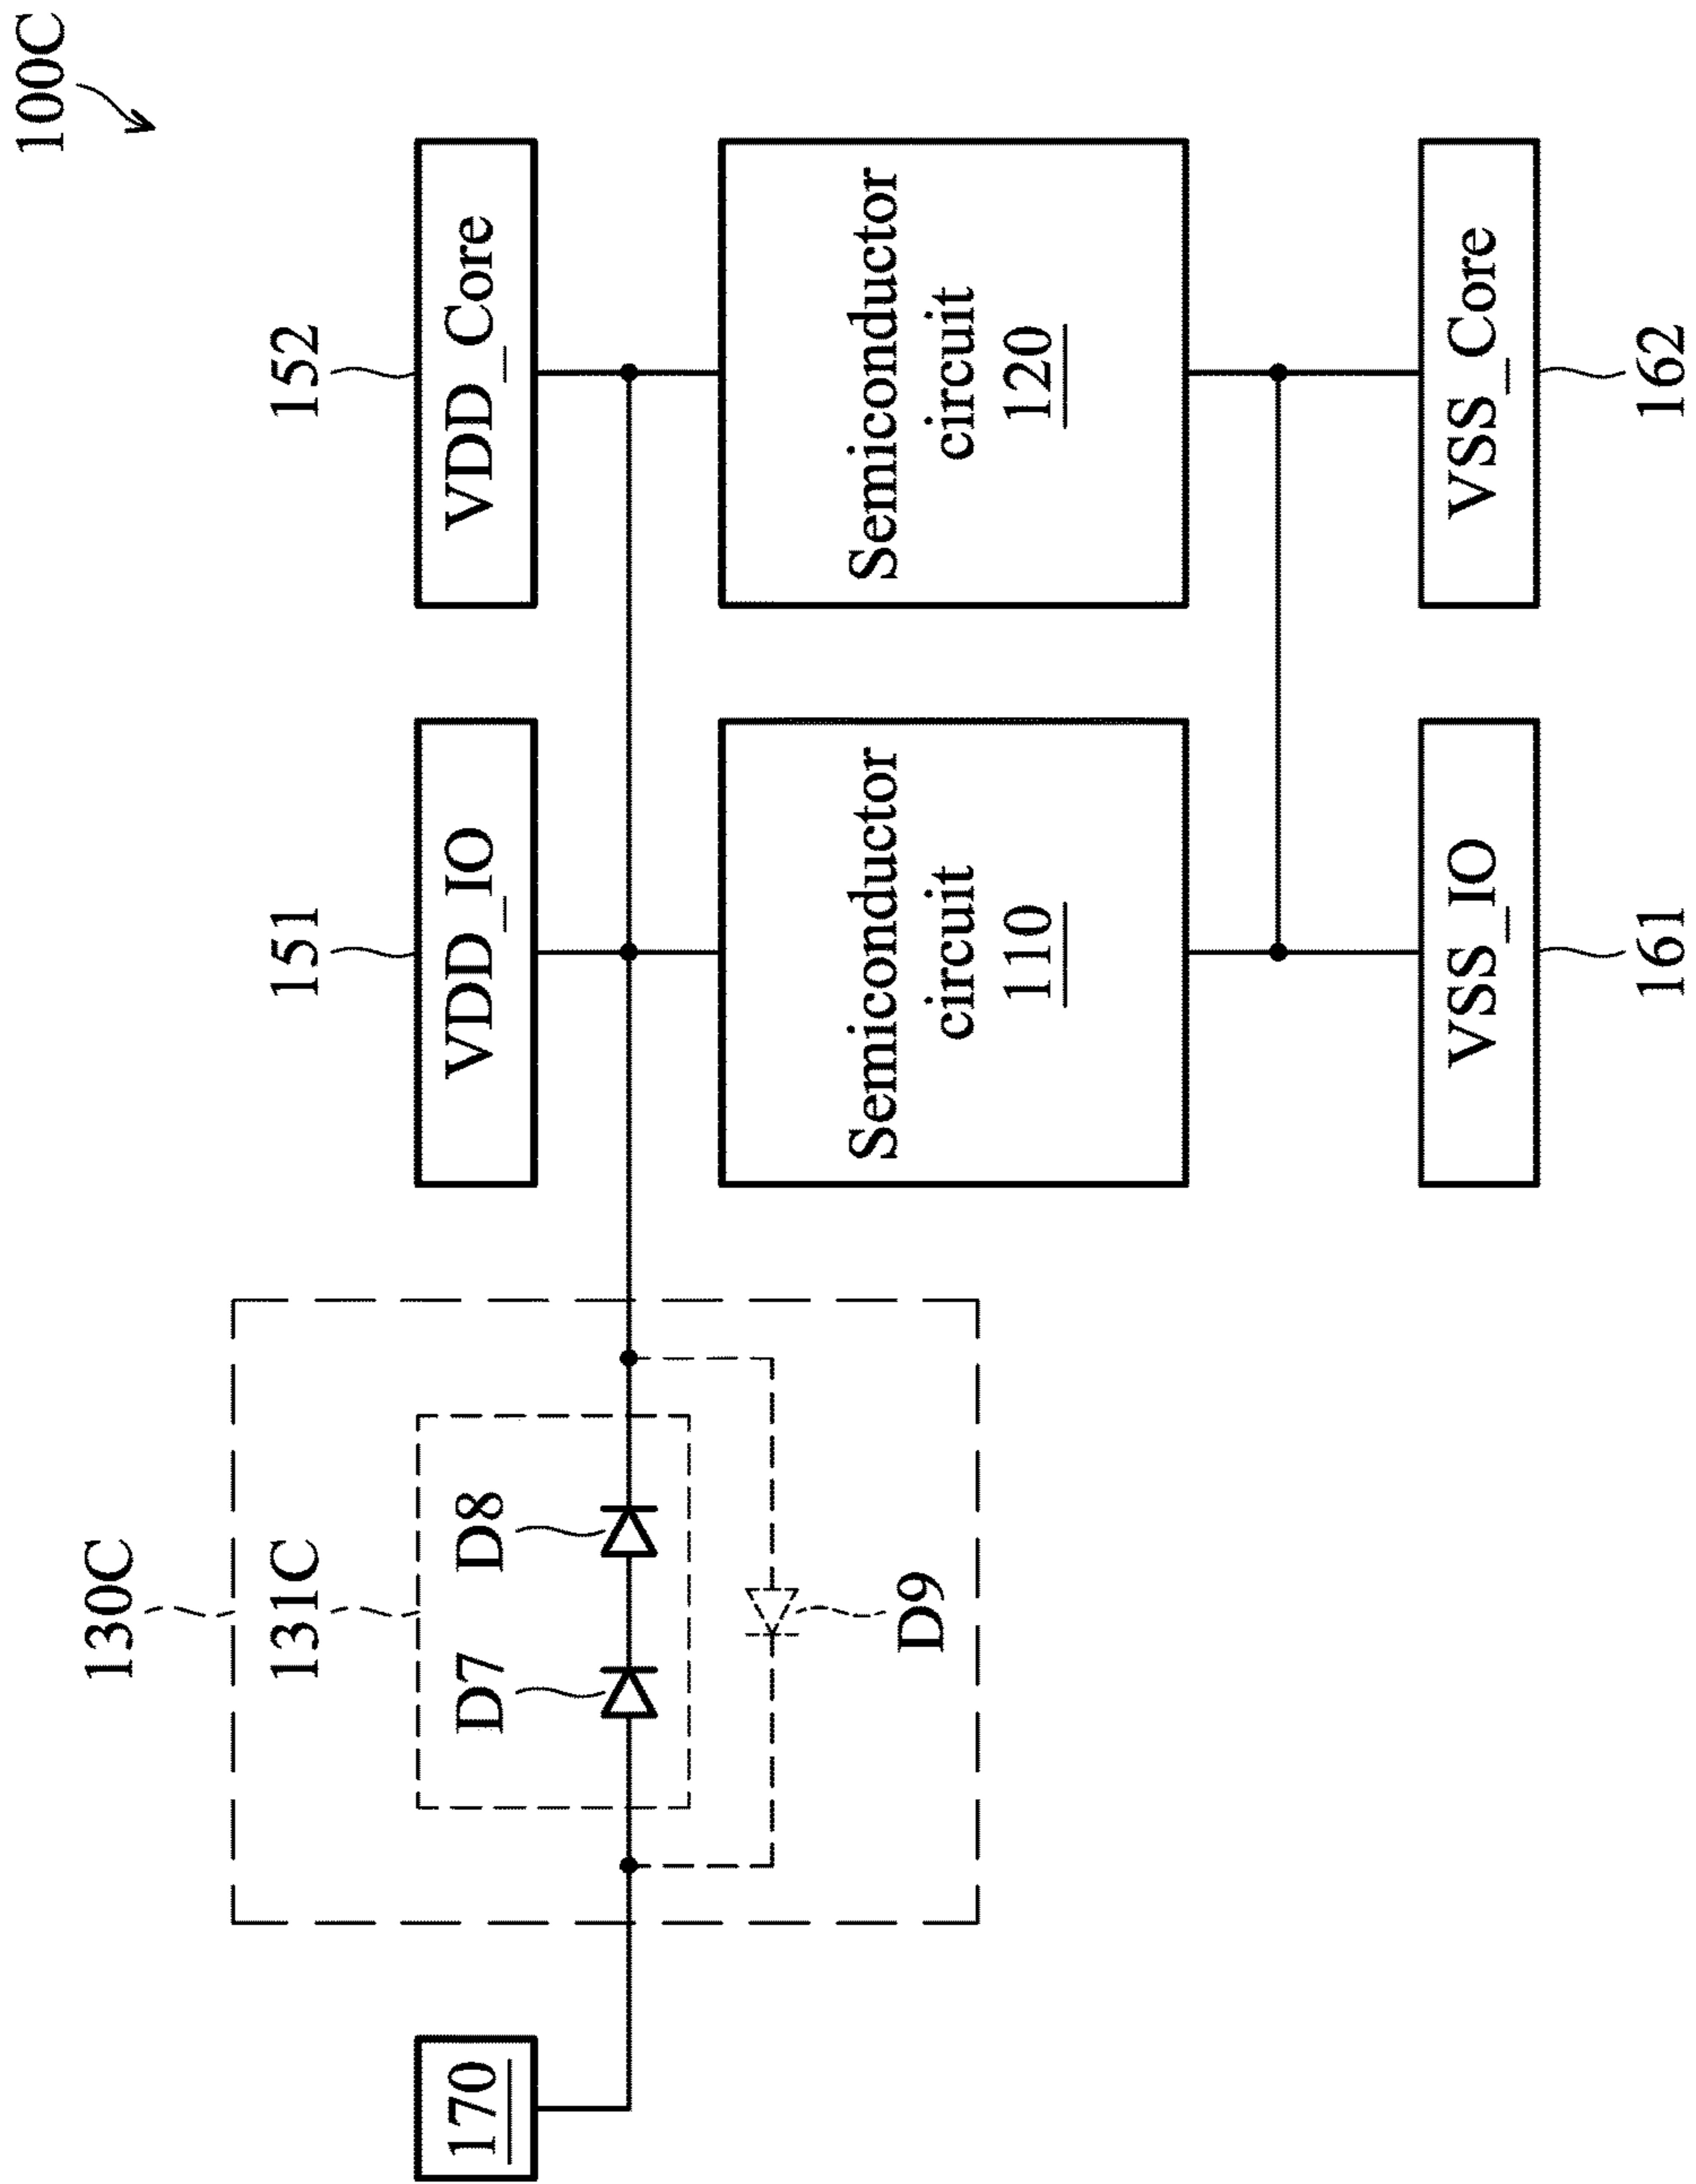 100C
152
VDD_Core
Semiconductor
circuit
120
VSS_Core
162
151
VDD_IO
Semiconductor
circuit
110
VSS_IO
161
130C
131C
D7
D8
D9
170